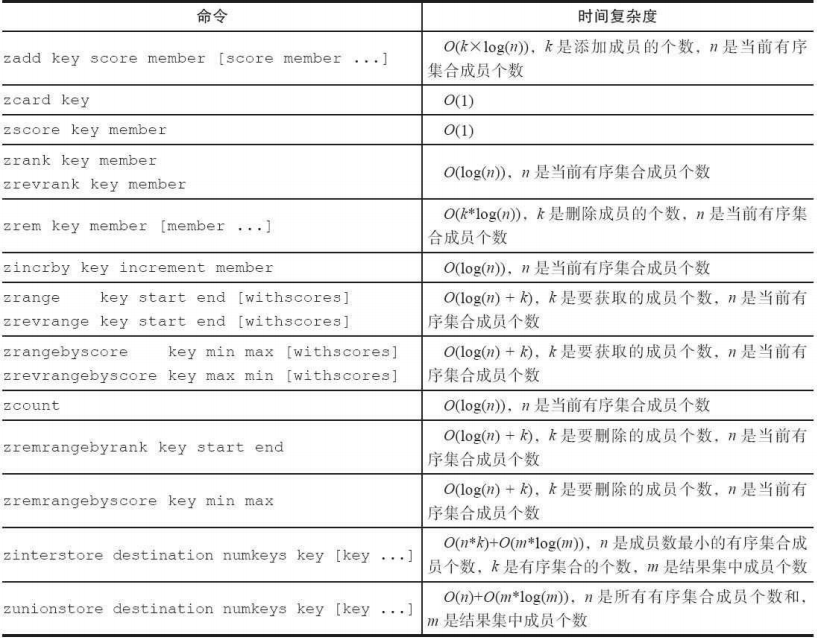 命令 时间复杂度
zadd key score member [score member ...] O(k×log(n))，k 是添加成员的个数，n 是当前有序
集合成员个数
zcard key O(1)
zscore key member O(1)
zrank key member
zrevrank key member
O(log(n))，n 是当前有序集合成员个数
zrem key member [member ...] O(k*log(n))，k 是删除成员的个数，n 是当前有序集
合成员个数
zincrby key increment member O(log(n))，n 是当前有序集合成员个数
zrange key start end [withscores]
zrevrange key start end [withscores]
O(log(n) + k)，k 是要获取的成员个数，n 是当前有
序集合成员个数
zrangebyscore key min max [withscores]
zrevrangebyscore key max min [withscores]
O(log(n) + k)，k 是要获取的成员个数，n 是当前有
序集合成员个数
zcount O(log(n))，n 是当前有序集合成员个数
zremrangebyrank key start end O(log(n) + k)，k 是要删除的成员个数，n 是当前有
序集合成员个数
zremrangebyscore key min max O(log(n) + k)，k 是要删除的成员个数，n 是当前有
序集合成员个数
zinterstore destination numkeys key [key ...] O(n*k)+O(m*log(m))，n 是成员数最小的有序集合成
员个数，k 是有序集合的个数，m 是结果集中成员个数
zunionstore destination numkeys key [key ...] O(n)+O(m*log(m))，n 是所有有序集合成员个数和，
m 是结果集中成员个数